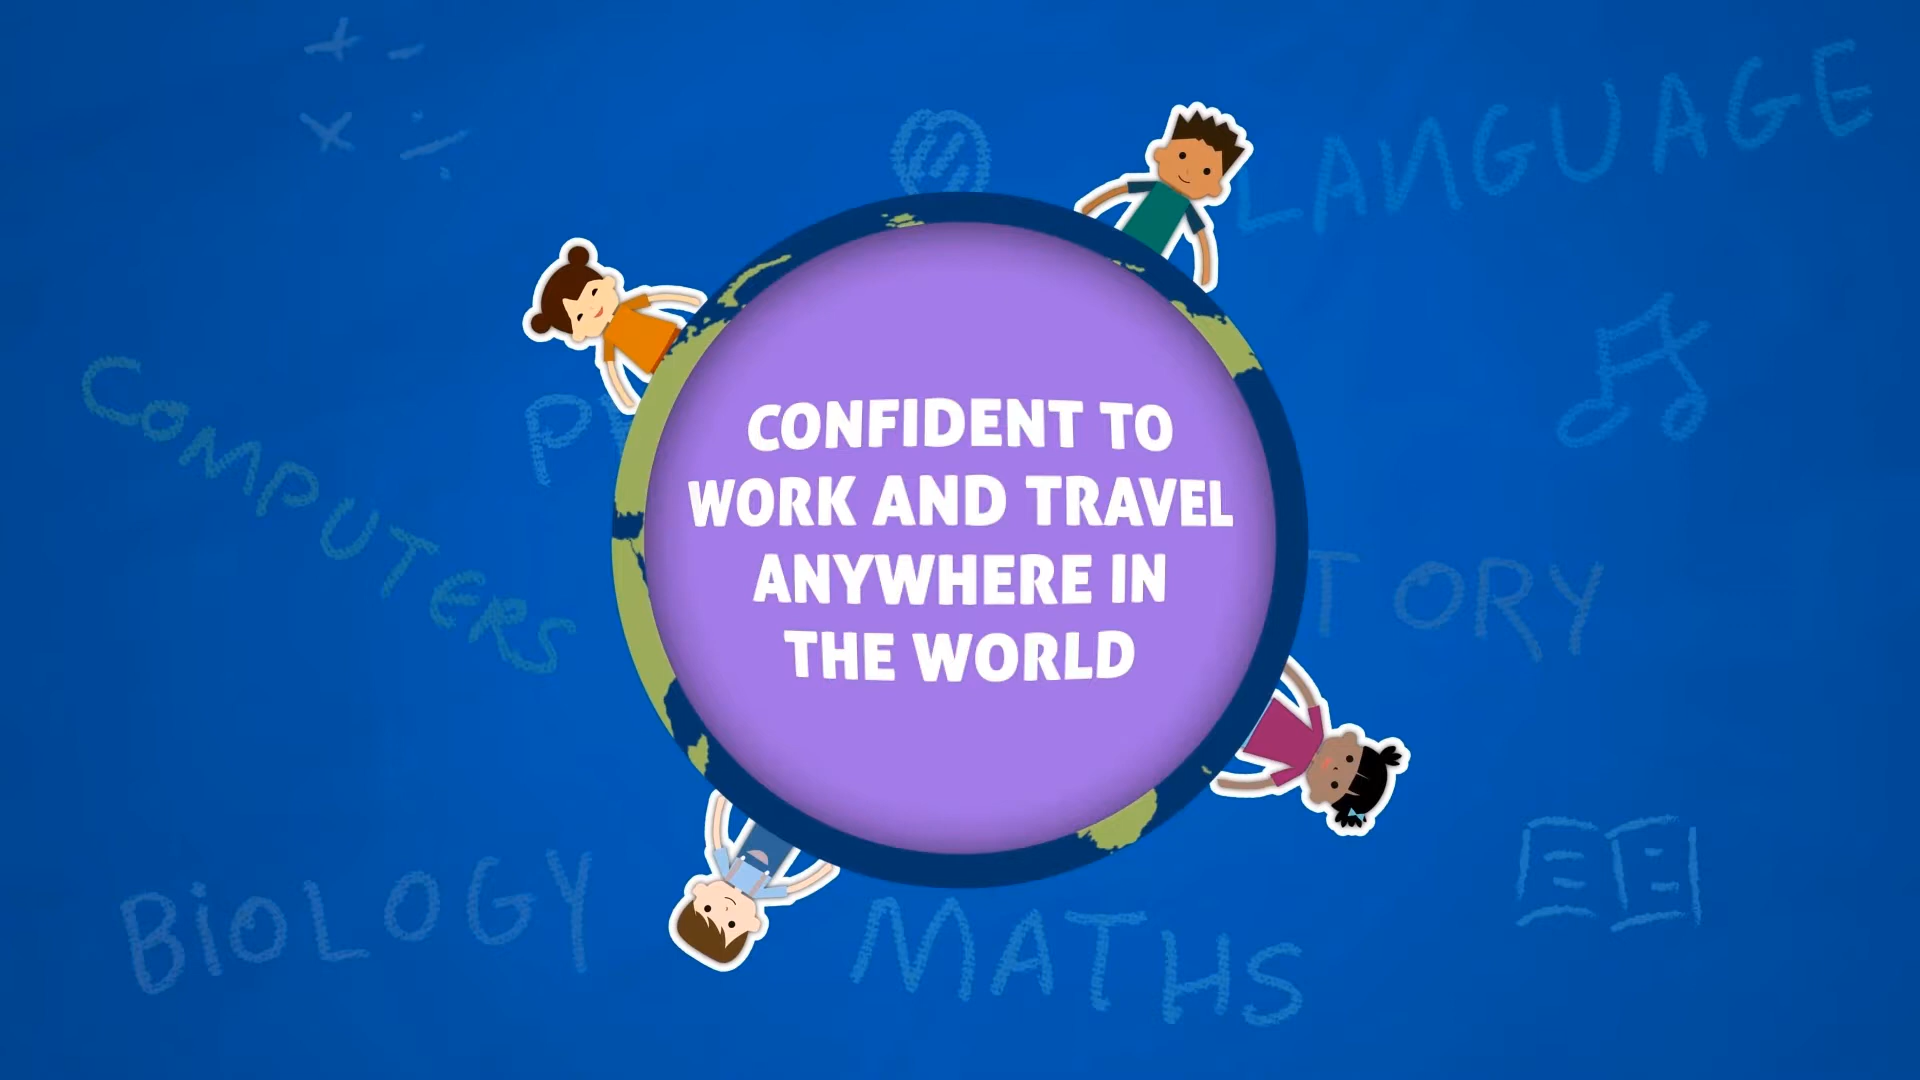 LANGUAGE
COMPUTERS
CONFIDENT TO
WORK AND TRAVEL
ANYWHERE IN
THE WORLD
BIOLOGY
MATHS